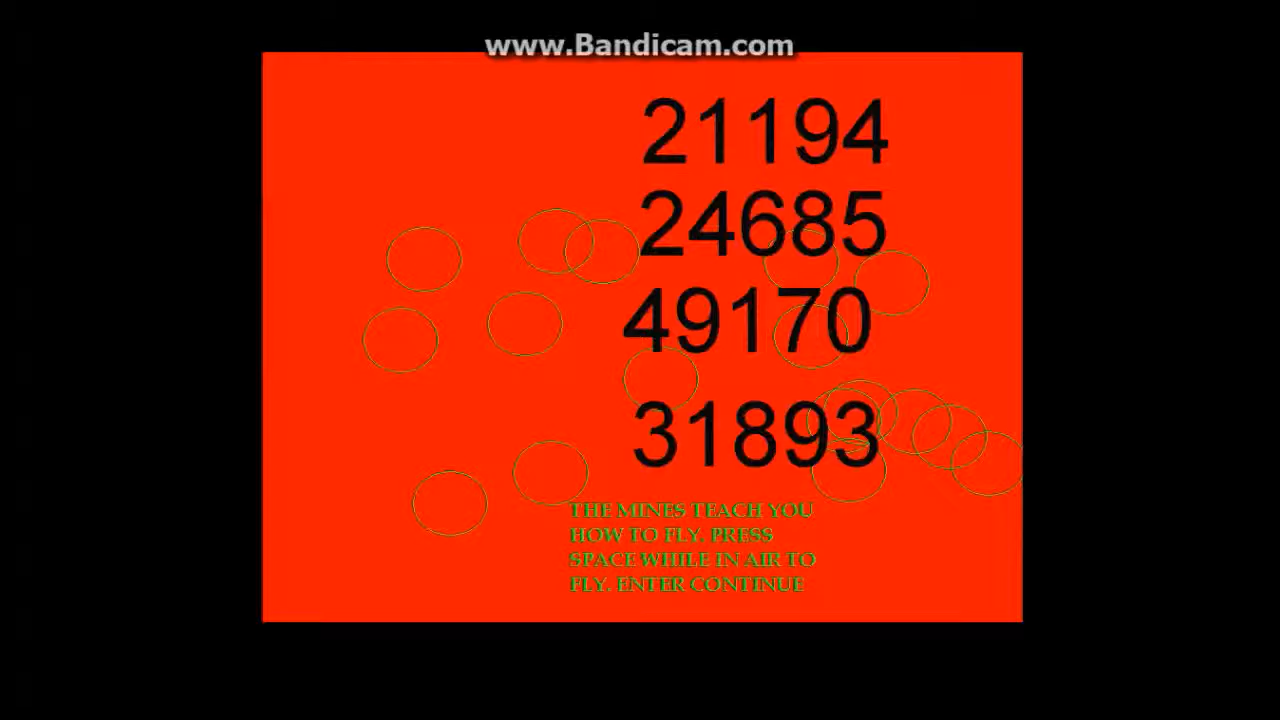 www.Bandicam.com
21194
24685
49170
31893
THE MINES TEACH YOU
HOW TO FLY. PRESS
SPACE WHILE IN AIR TO
FLY. ENTER CONTINUE